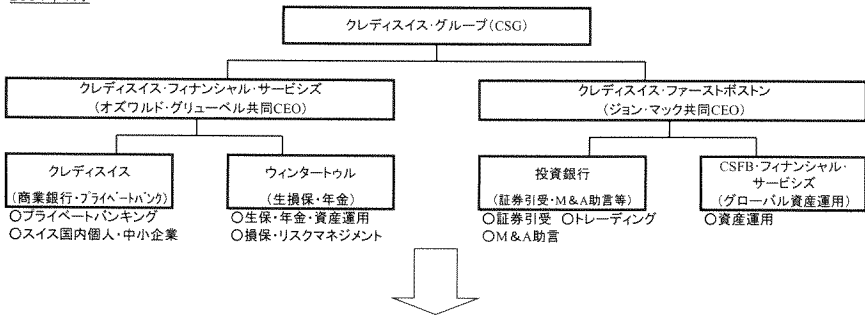 クレディスイス・グループ(CSG)
クレディスイス・フィナンシャル・サービシズ
(オズワルド・グリューベル共同CEO)
クレディスイス・ファーストボストン
(ジョン・マック共同CEO)
クレディスイス
(商業銀行・プライベートバンク)
○プライベートバンキング
○スイス国内個人・中小企業
ウィンタートゥル
(生損保・年金)
○生保・年金・資産運用
○損保・リスクマネジメント
投資銀行
(証券引受・M&A助言等)
○証券引受 ○トレーディング
○M&A助言
CSFB・フィナンシャル・
サービシズ
(グローバル資産運用)
○資産運用